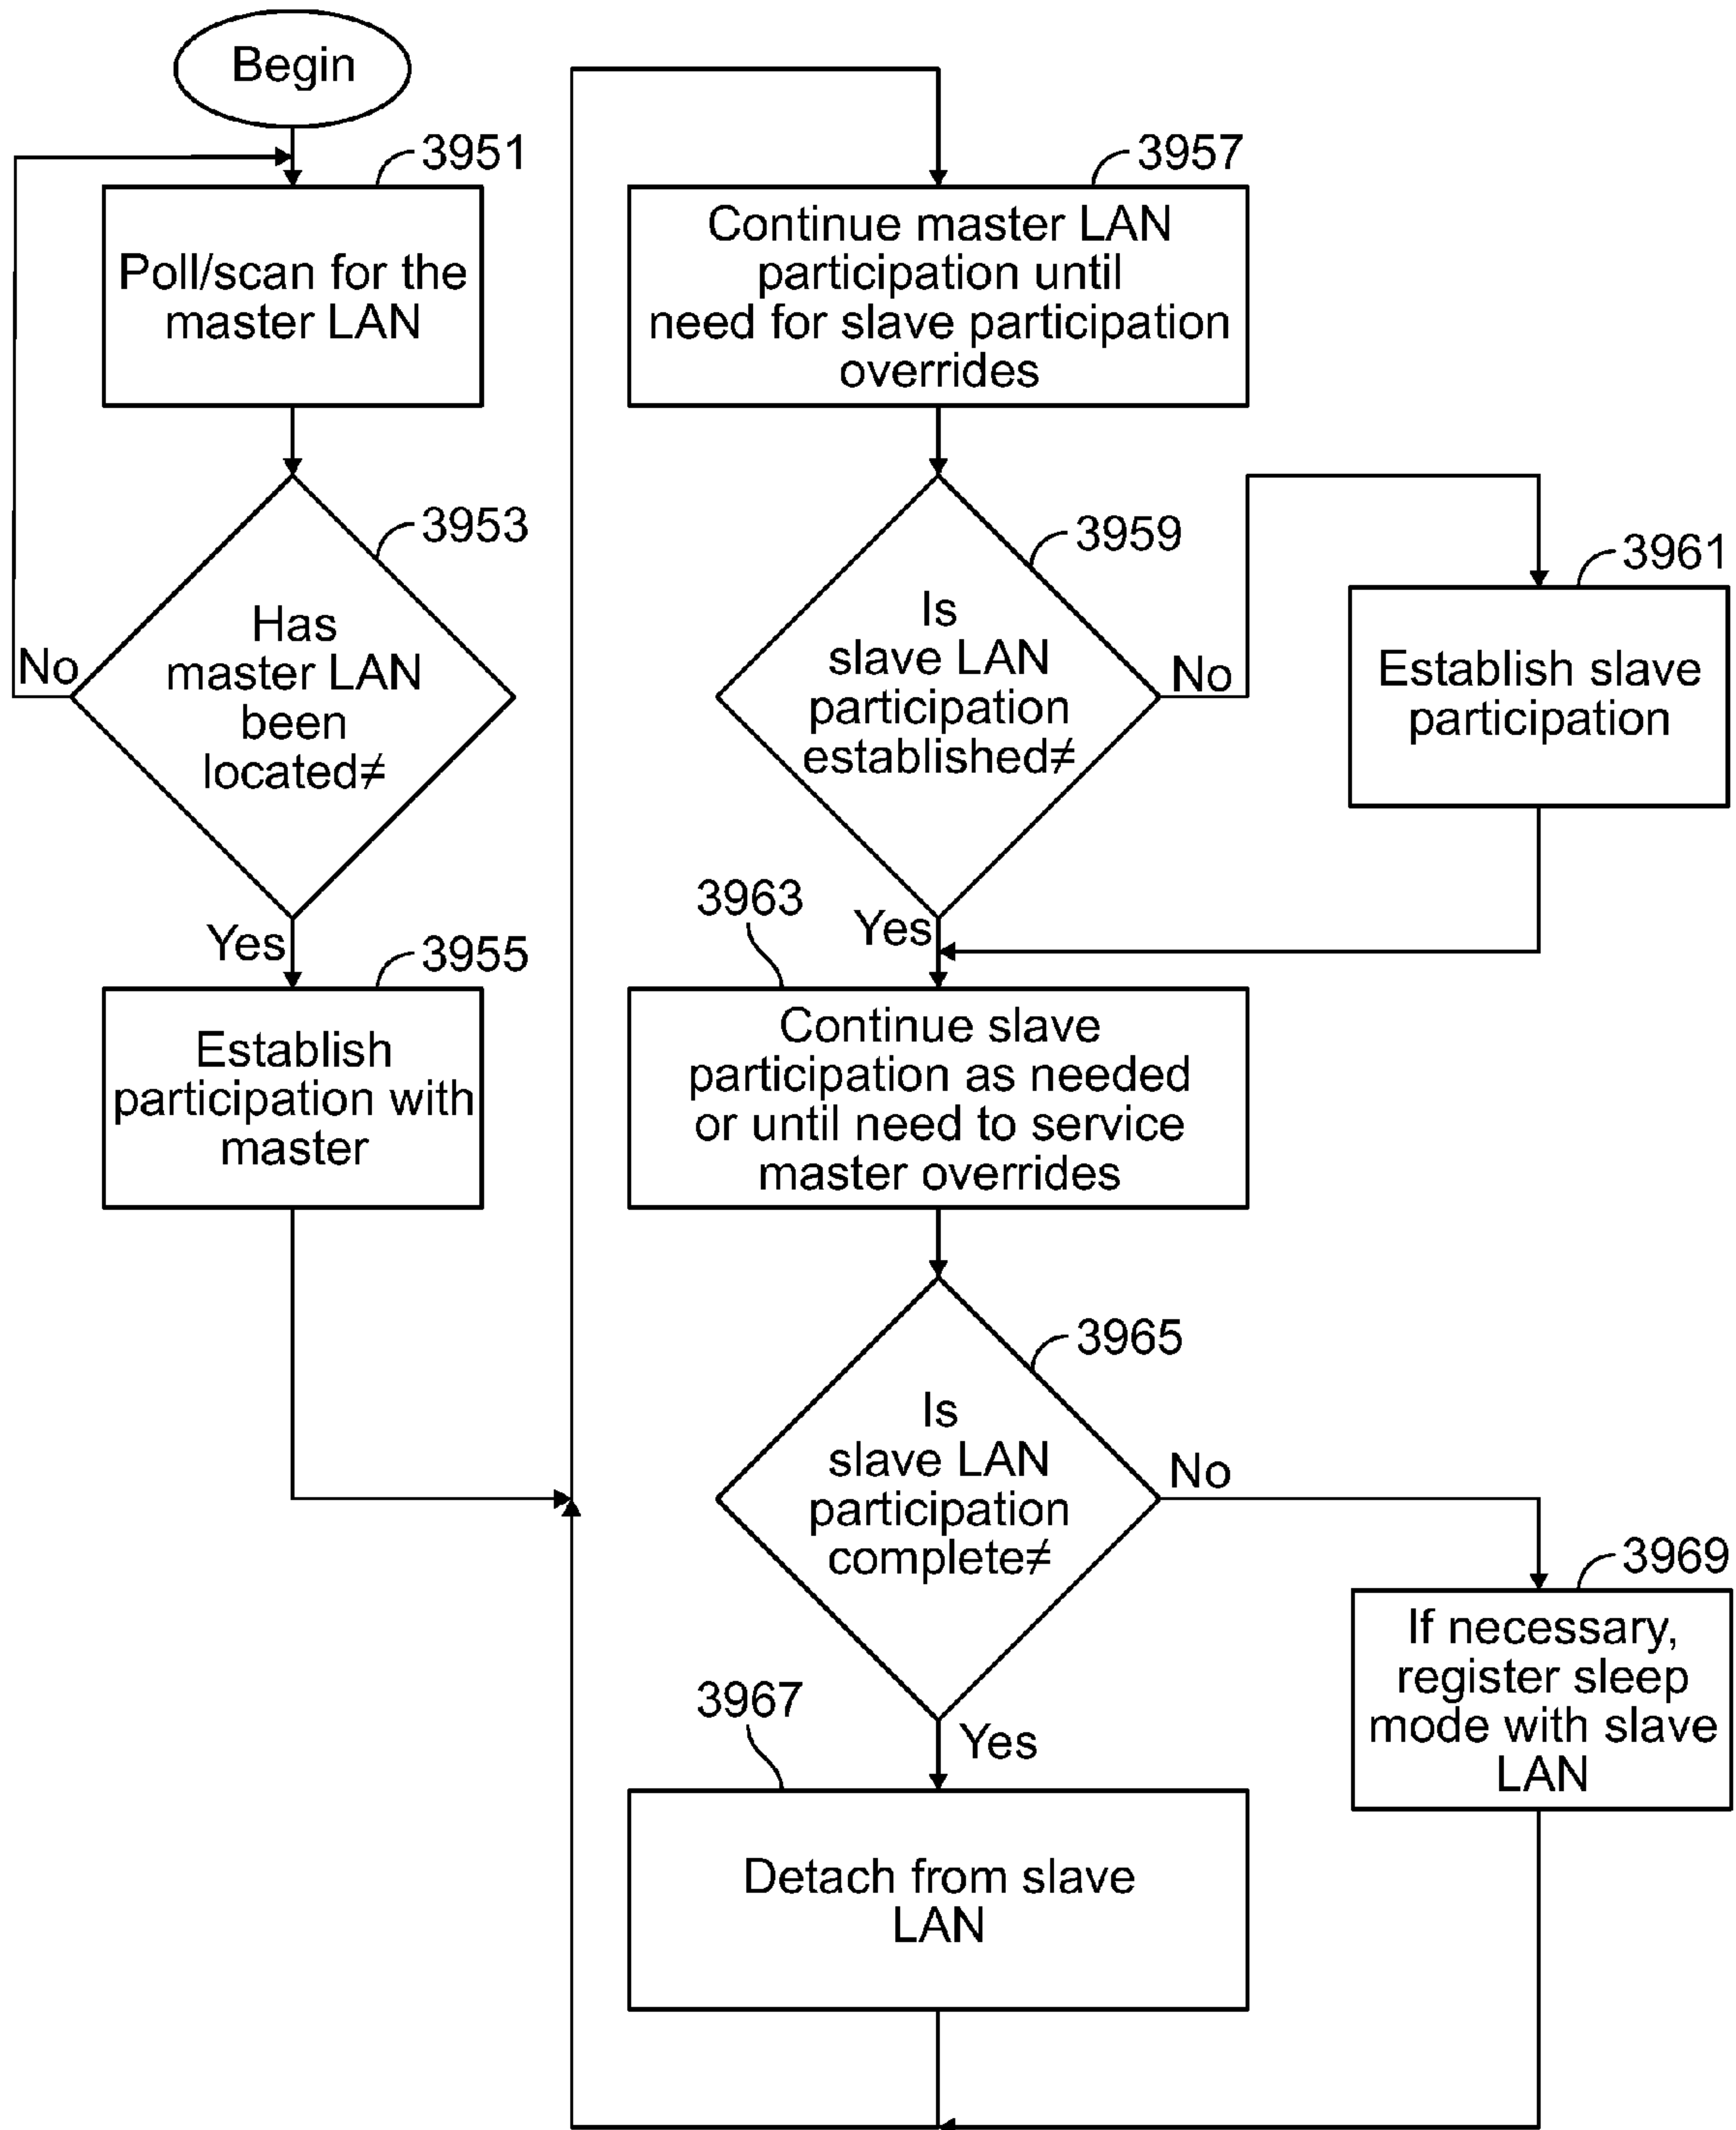 Begin
3951
Poll/scan for the
master LAN
3953
Has
master LAN
been
located≠
No
Yes
3955
Establish
participation with
master
3957
Continue master LAN
participation until
need for slave participation
overrides
3959
Is
slave LAN
participation
established≠
No
3961
Establish slave
participation
Yes
3963
Continue slave
participation as needed
or until need to service
master overrides
3965
Is
slave LAN
participation
complete≠
No
3969
If necessary,
register sleep
mode with slave
LAN
Yes
3967
Detach from slave
LAN